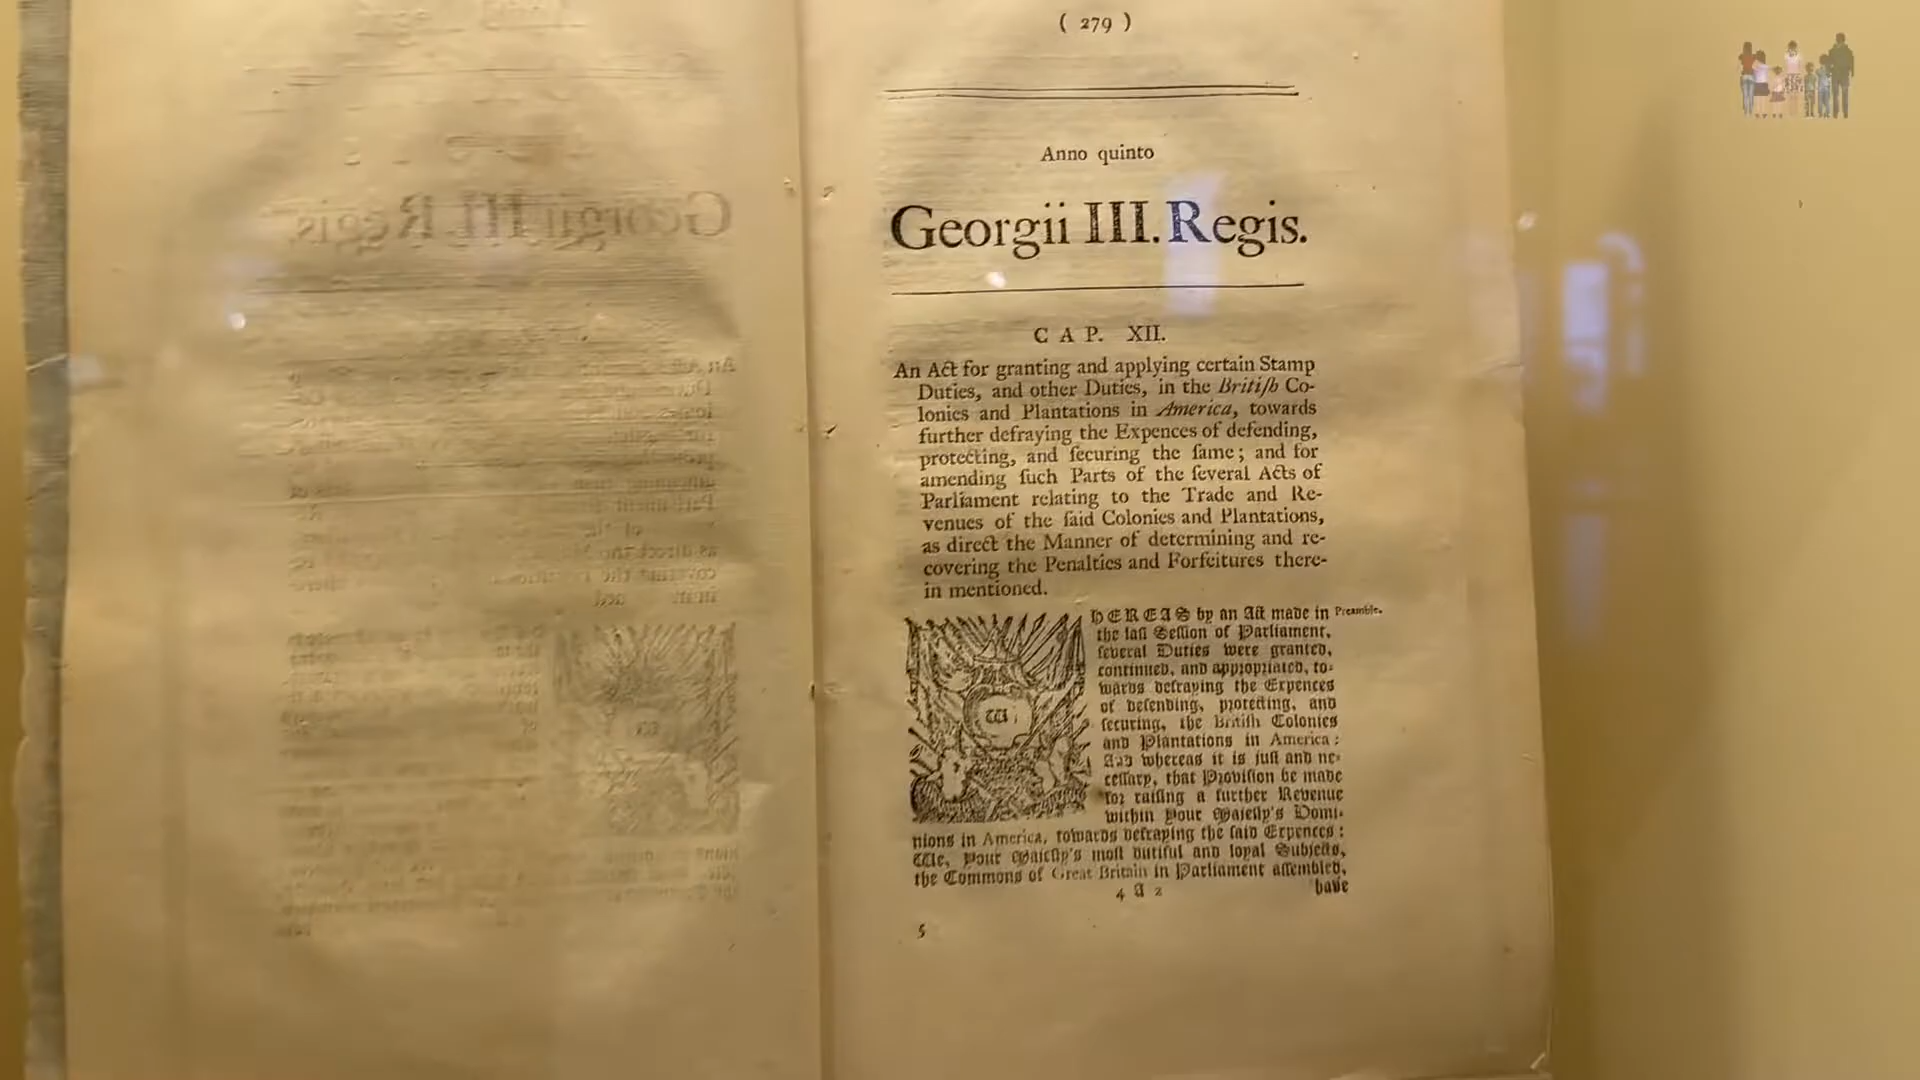 ( 279 )
Anno quinto
Georgii III. Regis.
CAP. XII.
An Act for granting and applying certain Stamp
Duties, and other Duties, in the Britiſh Co-
lonies and Plantations in America, towards
further defraying the Expences of defending,
protecting, and ſecuring the ſame; and for
amending ſuch Parts of the ſeveral Acts of
Parliament relating to the Trade and Re-
venues of the ſaid Colonies and Plantations,
as direct the Manner of determining and re-
covering the Penalties and Forfeitures there-
in mentioned.
W HEREAS by an Act made in Preamble.
the laſt Seſſion of Parliament,
ſeveral Duties were granted,
continued, and appropriated, to-
wards defraying the Expences
of defending, protecting, and
ſecuring, the Britiſh Colonies
and Plantations in America:
And whereas it is juſt and ne-
ceſſary, that Proviſion be made
for raiſing a further Revenue
within Your Majeſty's Domi-
nions in America, towards defraying the ſaid Expences:
We, Your Majeſty's moſt dutiful and loyal Subjects,
the Commons of Great Britain in Parliament aſſembled,
4 A 2 have
5